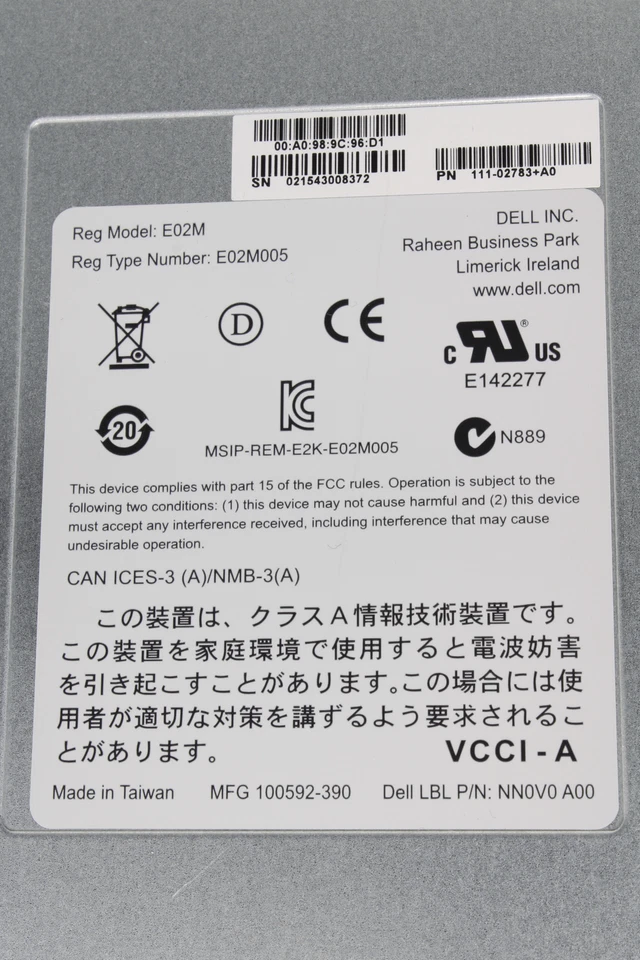 00:A0:98:9C:96:D1
SN 021543008372
PN 111-02783+A0
Reg Model: E02M
Reg Type Number: E02M005
DELL INC.
Raheen Business Park
Limerick Ireland
www.dell.com
D
CE
c RU US
®
E142277
20
KC
MSIP-REM-E2K-E02M005
N889
This device complies with part 15 of the FCC rules. Operation is subject to the
following two conditions: (1) this device may not cause harmful and (2) this device
must accept any interference received, including interference that may cause
undesirable operation.
CAN ICES-3 (A)/NMB-3(A)
この装置は、クラスA情報技術装置です。
この装置を家庭環境で使用すると電波妨害
を引き起こすことがあります。この場合には使
用者が適切な対策を講ずるよう要求されるこ
とがあります。 VCCI - A
Made in Taiwan MFG 100592-390 Dell LBL P/N: NN0V0 A00